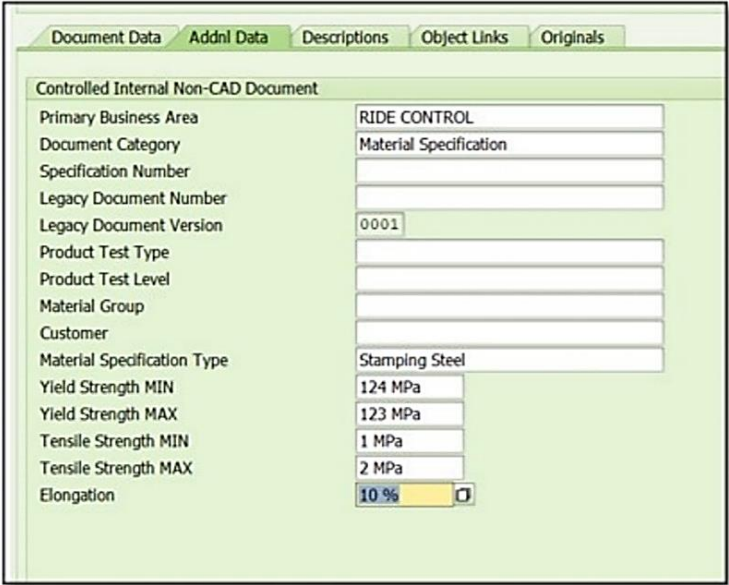 Document Data Addnl Data Descriptions Object Links Originals
Controlled Internal Non-CAD Document
Primary Business Area RIDE CONTROL
Document Category Material Specification
Specification Number
Legacy Document Number
Legacy Document Version 0001
Product Test Type
Product Test Level
Material Group
Customer
Material Specification Type Stamping Steel
Yield Strength MIN 124 MPa
Yield Strength MAX 123 MPa
Tensile Strength MIN 1 MPa
Tensile Strength MAX 2 MPa
Elongation 10 %